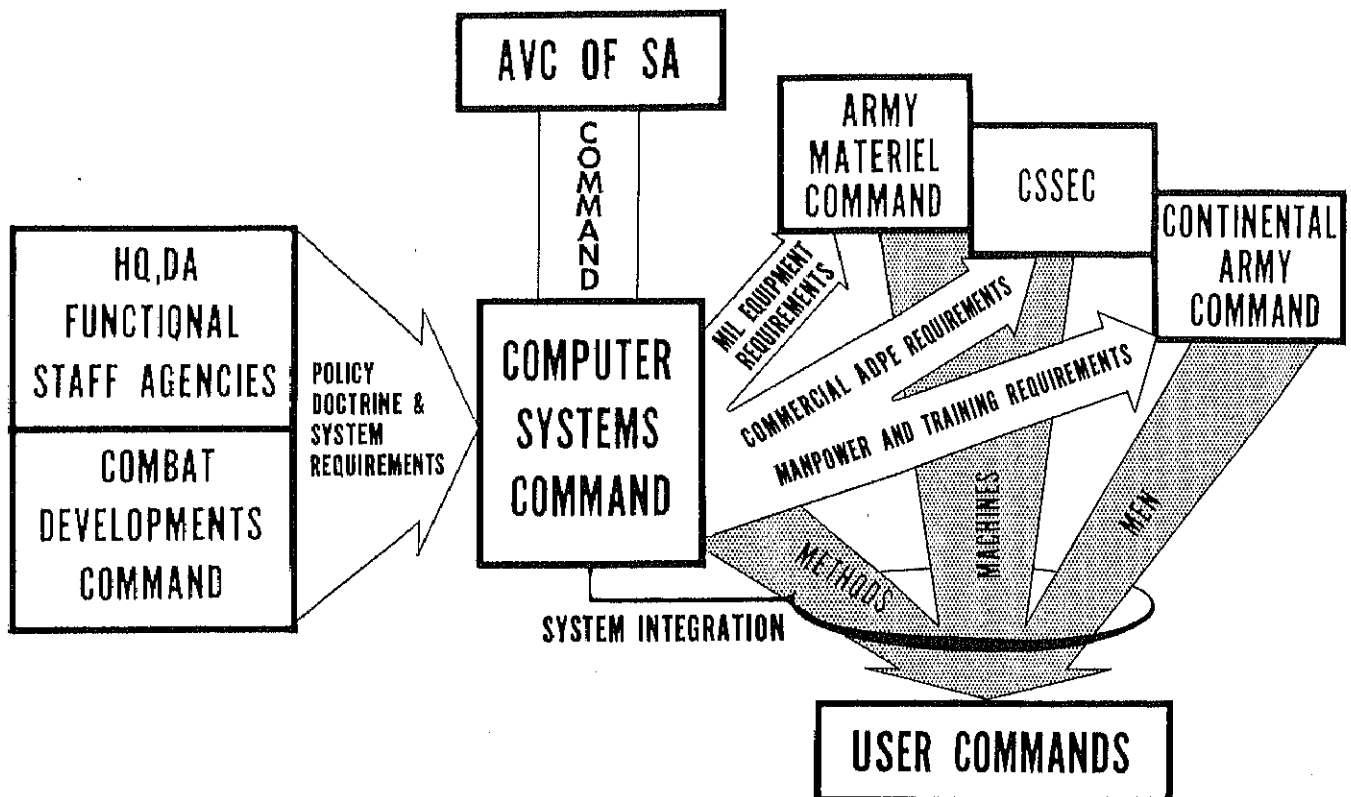 AVC OF SA
COMMAND
ARMY
MATERIEL
COMMAND
CSSEC
CONTINENTAL
ARMY
COMMAND
HQ,DA
FUNCTIONAL
STAFF AGENCIES
COMBAT
DEVELOPMENTS
COMMAND
POLICY
DOCTRINE &
SYSTEM
REQUIREMENTS
COMPUTER
SYSTEMS
COMMAND
MIL EQUIPMENT
REQUIREMENTS
COMMERCIAL ADPE REQUIREMENTS
MANPOWER AND TRAINING REQUIREMENTS
METHODS
MACHINES
MEN
SYSTEM INTEGRATION
USER COMMANDS